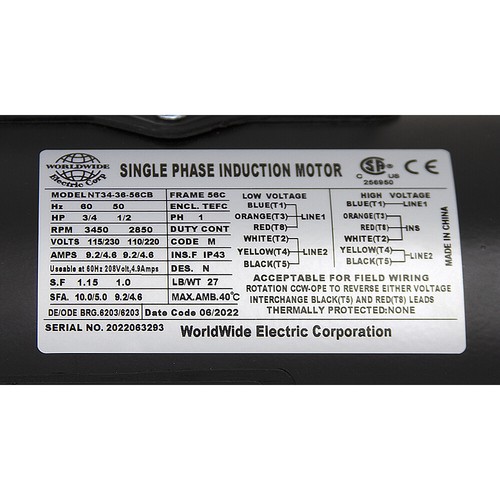 WORLDWIDE
Electric Corp
SINGLE PHASE INDUCTION MOTOR
C US
256950
CE
MODEL NT34-36-56CB FRAME 56C
Hz 60 50 ENCL. TEFC
HP 3/4 1/2 PH 1
RPM 3450 2850 DUTY CONT
VOLTS 115/230 110/220 CODE M
AMPS 9.2/4.6 9.2/4.6 INS.F IP43
Useable at 60Hz 208Volt,4.9Amps DES. N
S.F 1.15 1.0 LB/WT 27
SFA. 10.0/5.0 9.2/4.6 MAX.AMB.40°C
DE/ODE BRG.6203/6203 Date Code 06/2022
SERIAL NO. 2022063293
LOW VOLTAGE
BLUE(T1)
ORANGE(T3) LINE1
RED(T8)
WHITE(T2)
YELLOW(T4) LINE2
BLACK(T5)
HIGH VOLTAGE
BLUE(T1) LINE1
ORANGE(T3)
RED(T8) INS
WHITE(T2)
YELLOW(T4) LINE2
BLACK(T5)
MADE IN CHINA
ACCEPTABLE FOR FIELD WIRING
ROTATION CCW-OPE TO REVERSE EITHER VOLTAGE
INTERCHANGE BLACK(T5) AND RED(T8) LEADS
THERMALLY PROTECTED:NONE
WorldWide Electric Corporation